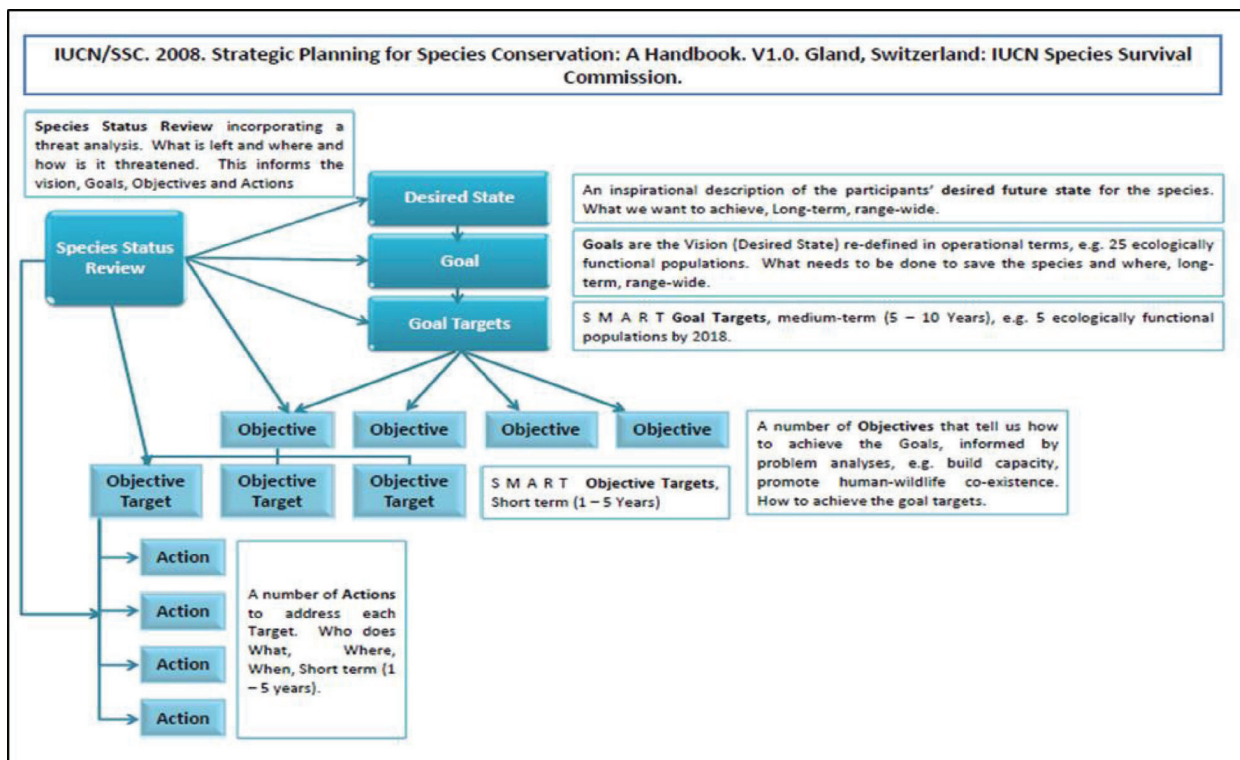 IUCN/SSC. 2008. Strategic Planning for Species Conservation: A Handbook. V1.0. Gland, Switzerland: IUCN Species Survival
Commission.
Species Status Review incorporating a
threat analysis. What is left and where and
how is it threatened. This informs the
vision, Goals, Objectives and Actions
Desired State
An inspirational description of the participants' desired future state for the species.
What we want to achieve, Long-term, range-wide.
Species Status
Review
Goal
Goals are the Vision (Desired State) re-defined in operational terms, e.g. 25 ecologically
functional populations. What needs to be done to save the species and where, long-
term, range-wide.
Goal Targets
S M A R T Goal Targets, medium-term (5 – 10 Years), e.g. 5 ecologically functional
populations by 2018.
Objective
Objective
Objective
Objective
A number of Objectives that tell us how
to achieve the Goals, informed by
problem analyses, e.g. build capacity,
promote human-wildlife co-existence.
How to achieve the goal targets.
Objective
Target
Objective
Target
Objective
Target
S M A R T Objective Targets,
Short term (1 – 5 Years)
Action
Action
Action
Action
A number of Actions
to address each
Target. Who does
What, Where,
When, Short term (1
– 5 years).